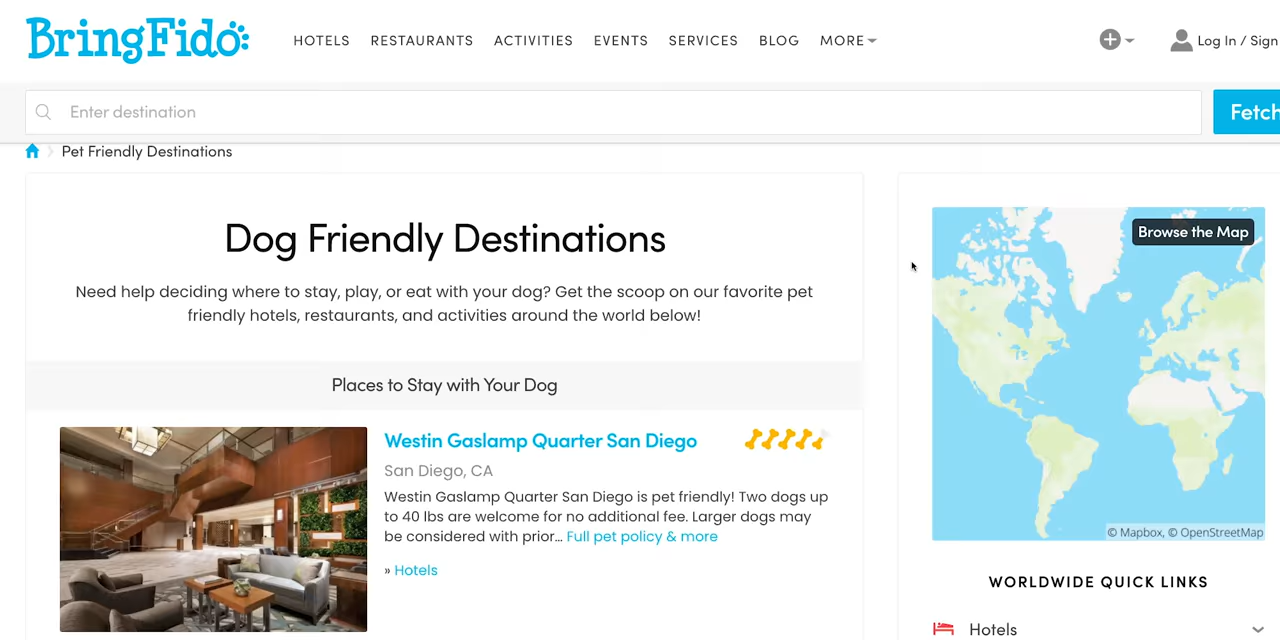 BringFido
HOTELS RESTAURANTS ACTIVITIES EVENTS SERVICES BLOG MORE
Log In / Sign
Enter destination
Fetch
Pet Friendly Destinations
Dog Friendly Destinations
Need help deciding where to stay, play, or eat with your dog? Get the scoop on our favorite pet
friendly hotels, restaurants, and activities around the world below!
Places to Stay with Your Dog
Westin Gaslamp Quarter San Diego
San Diego, CA
Westin Gaslamp Quarter San Diego is pet friendly! Two dogs up
to 40 lbs are welcome for no additional fee. Larger dogs may
be considered with prior... Full pet policy & more
» Hotels
Browse the Map
© Mapbox, © OpenStreetMap
WORLDWIDE QUICK LINKS
Hotels